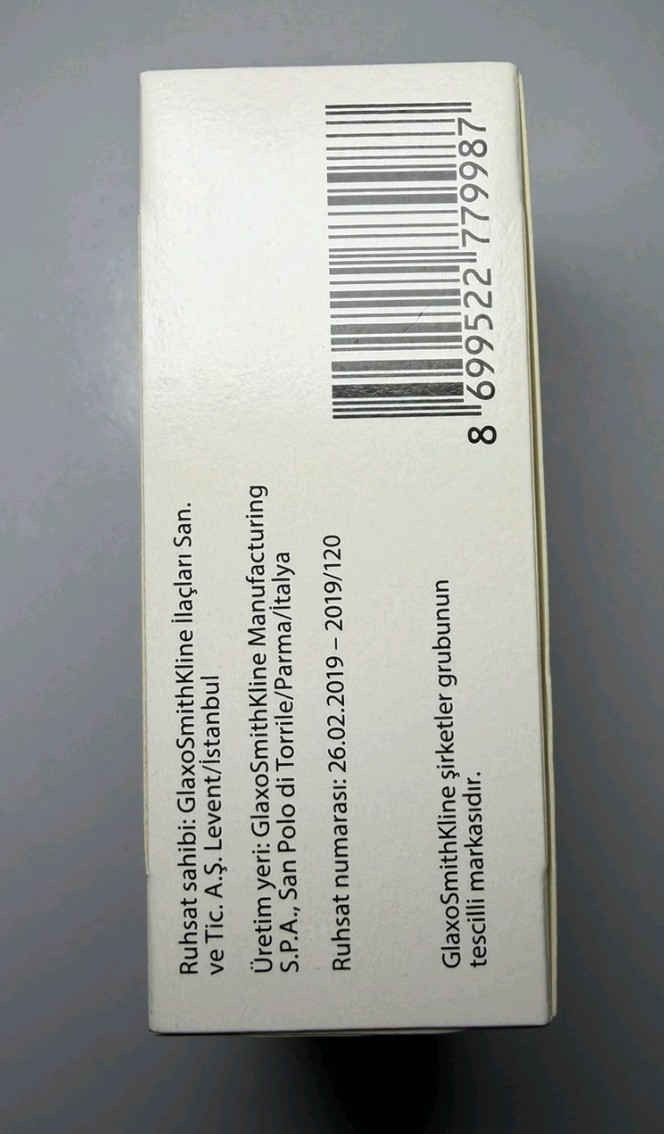 Ruhsat sahibi: GlaxoSmithKline İlaçları San.
ve Tic. A.Ş. Levent/İstanbul
Üretim yeri: GlaxoSmithKline Manufacturing
S.P.A., San Polo di Torrile/Parma/İtalya
Ruhsat numarası: 26.02.2019 – 2019/120
GlaxoSmithKline şirketler grubunun
tescilli markasıdır.
8 699522 779987